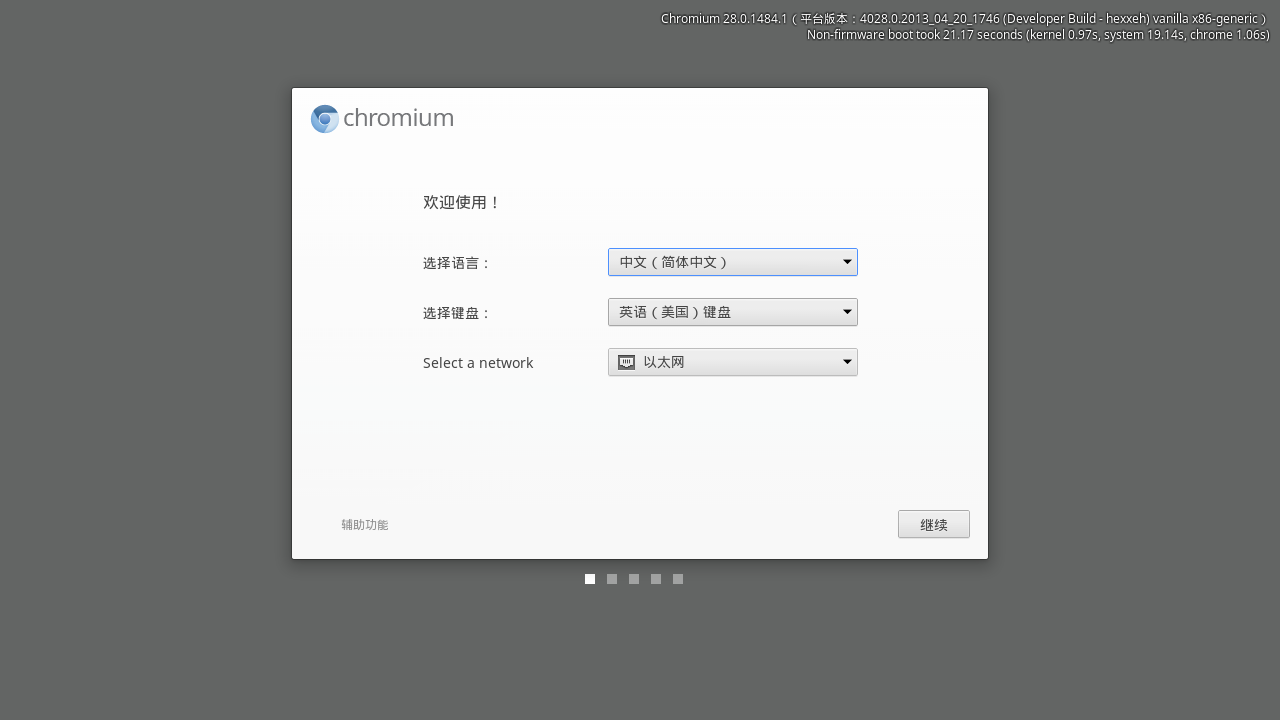 Chromium 28.0.1484.1（平台版本：4028.0.2013_04_20_1746 (Developer Build - hexxeh) vanilla x86-generic）
Non-firmware boot took 21.17 seconds (kernel 0.97s, system 19.14s, chrome 1.06s)
chromium
欢迎使用！
选择语言：
中文（简体中文）
选择键盘：
英语（美国）键盘
Select a network
以太网
辅助功能
继续